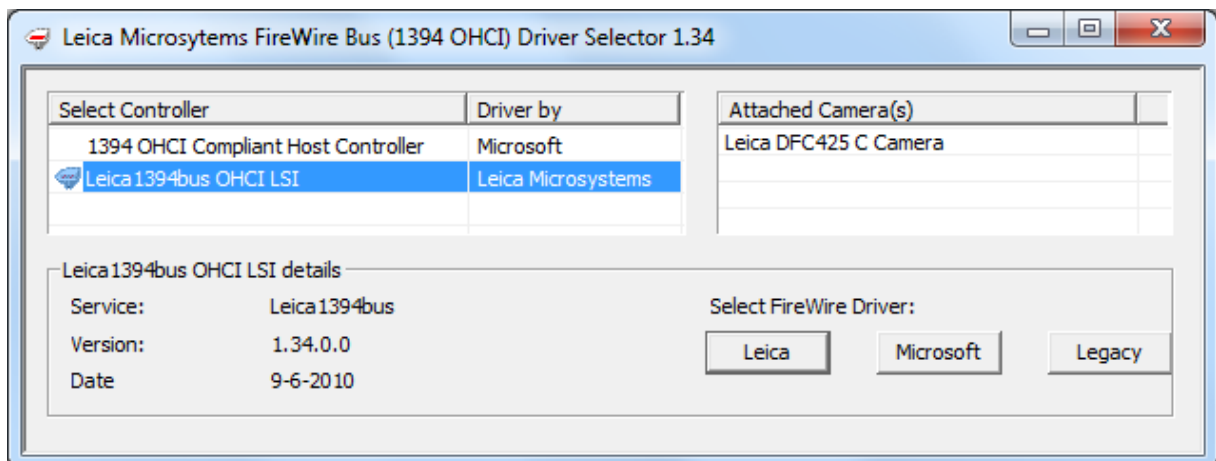 Leica Microsytems FireWire Bus (1394 OHCI) Driver Selector 1.34
Select Controller Driver by Attached Camera(s)
1394 OHCI Compliant Host Controller Microsoft Leica DFC425 C Camera
Leica1394bus OHCI LSI Leica Microsystems
Leica1394bus OHCI LSI details
Service: Leica1394bus Select FireWire Driver:
Version: 1.34.0.0 Leica Microsoft Legacy
Date 9-6-2010